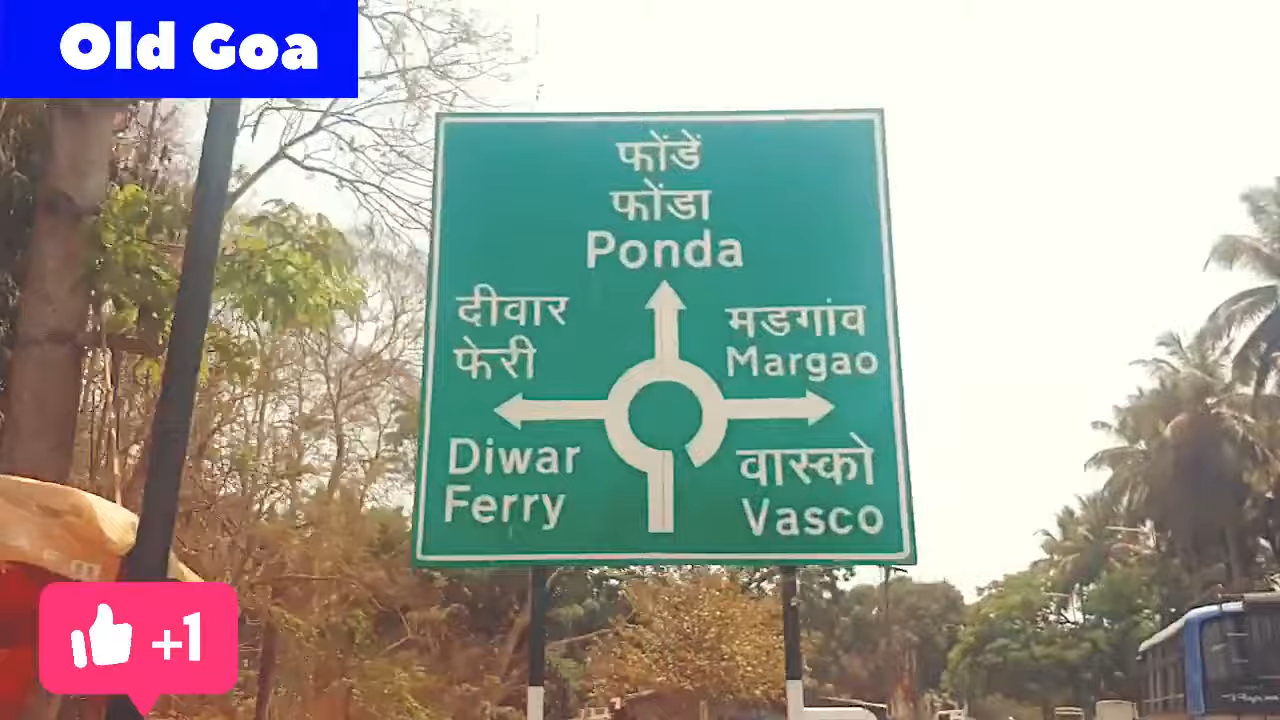 Old Goa
फोंडें
फोंडा
Ponda
दीवार
फेरी
Diwar
Ferry
मडगांव
Margao
वास्को
Vasco
+1